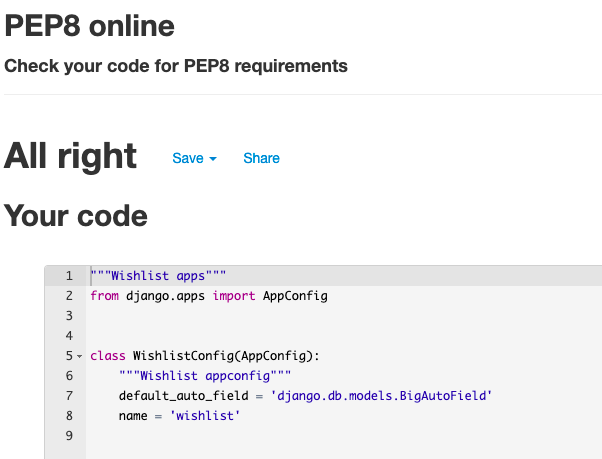 PEP8 online
Check your code for PEP8 requirements
All right Save Share
Your code
1 """Wishlist apps"""
2 from django.apps import AppConfig
3
4
5 class WishlistConfig(AppConfig):
6     """Wishlist appconfig"""
7     default_auto_field = 'django.db.models.BigAutoField'
8     name = 'wishlist'
9